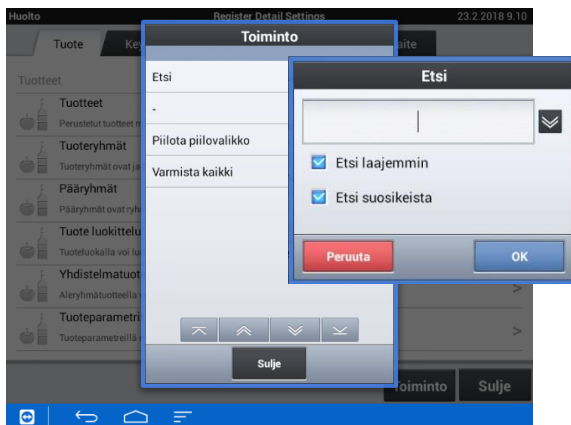 Huolto
Register Detail Settings
23.2.2018 9.10
Tuote
Ke
aite
Tuotteet
Tuotteet
Perustetut tuotteet
Tuoteryhmät
Tuoteryhmät ovat ja
Pääryhmät
Pääryhmät ovat ryh
Tuote luokittelu
Tuoteluokalla voi lu
Yhdistelmätuot
Aleryhmätuotteella
Tuoteparametri
Tuoteparametreillä
Toiminto
Etsi
-
Piilota piilovalikko
Varmista kaikki
Sulje
Etsi
Etsi laajemmin
Etsi suosikeista
Peruuta
OK
>
>
Toiminto
Sulje